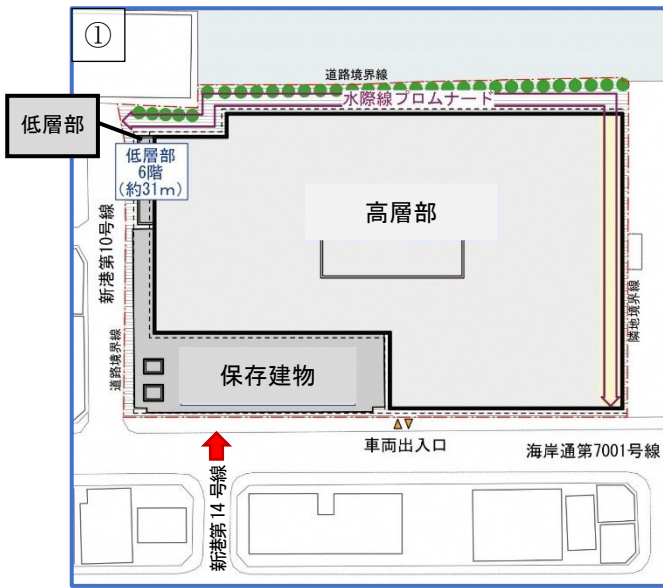 ①
道路境界線
水際線プロムナード
低層部
低層部
6階
(約31m)
高層部
新港第10号線
隣地境界線
道路境界線
保存建物
車両出入口
海岸通第7001号線
新港第14号線